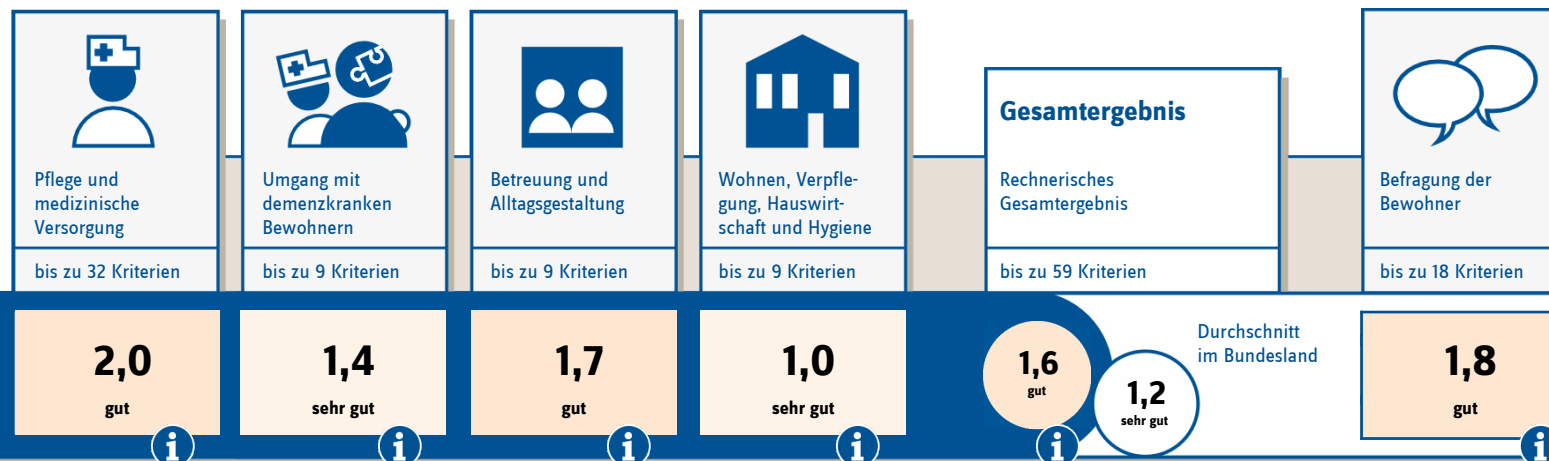 Pflege und
medizinische
Versorgung
bis zu 32 Kriterien
2,0
gut
i
Umgang mit
demenzkranken
Bewohnern
bis zu 9 Kriterien
1,4
sehr gut
i
Betreuung und
Alltagsgestaltung
bis zu 9 Kriterien
1,7
gut
i
Wohnen, Verpfle-
gung, Hauswirt-
schaft und Hygiene
bis zu 9 Kriterien
1,0
sehr gut
i
Gesamtergebnis
Rechnerisches
Gesamtergebnis
bis zu 59 Kriterien
1,6
gut
i
1,2
sehr gut
Durchschnitt
im Bundesland
Befragung der
Bewohner
bis zu 18 Kriterien
1,8
gut
i